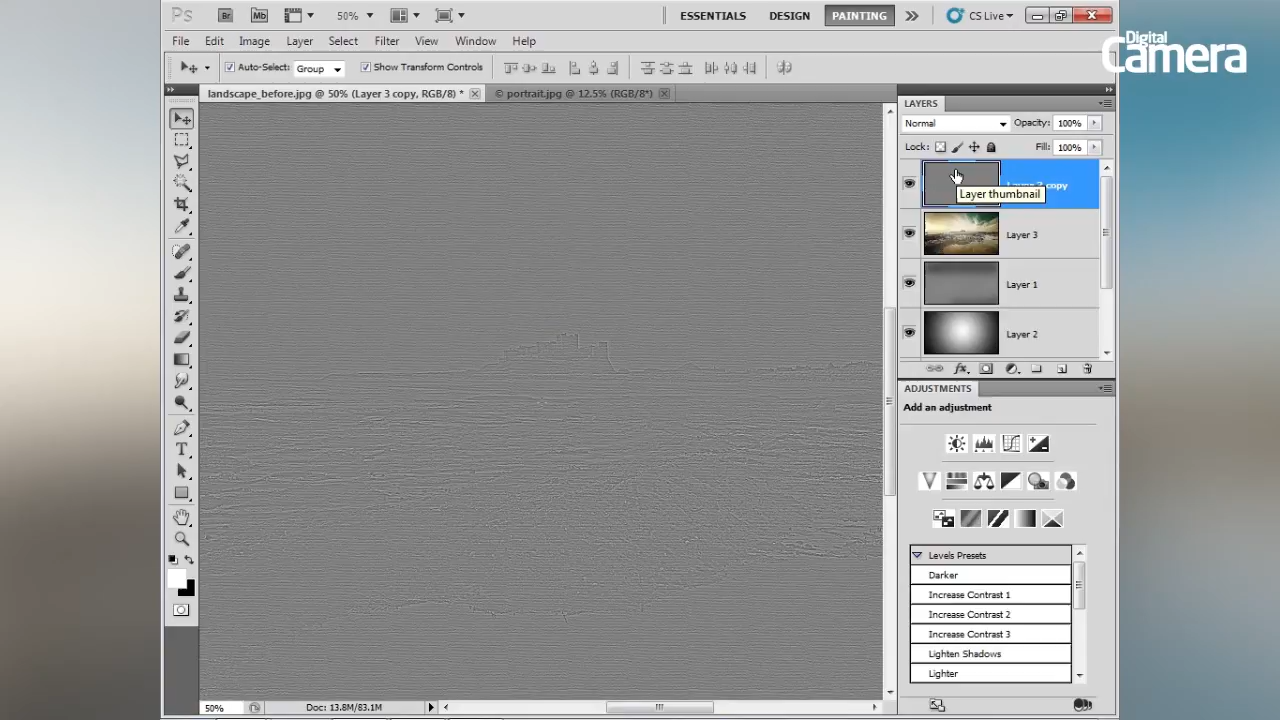 Ps Br Mb 50% ESSENTIALS DESIGN PAINTING CS Live
File Edit Image Layer Select Filter View Window Help
Digital Camera
Auto-Select: Group Show Transform Controls
landscape_before.jpg @ 50% (Layer 3 copy, RGB/8) * © portrait.jpg @ 12.5% (RGB/8*)
LAYERS
Normal Opacity: 100%
Lock: Fill: 100%
copy
Layer thumbnail
Layer 3
Layer 1
Layer 2
fx
ADJUSTMENTS
Add an adjustment
Levels Presets
Darker
Increase Contrast 1
Increase Contrast 2
Increase Contrast 3
Lighten Shadows
Lighter
50% Doc: 13.8M/83.1M